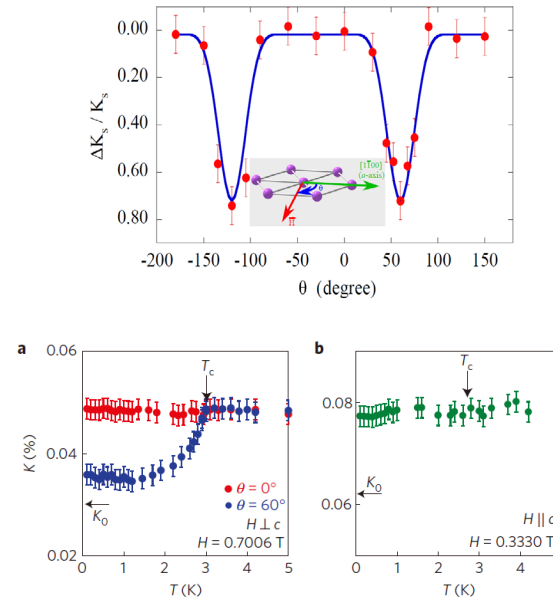 0.00
0.20
0.40
0.60
0.80
ΔKs / Ks
[11̄00]
(a-axis)
θ
H
-200 -150 -100 -50 0 50 100 150
θ (degree)
a
b
0.06
0.04
0.02
K (%)
Tc
θ = 0°
θ = 60°
K0
H ⊥ c
H = 0.7006 T
0 1 2 3 4 5
T (K)
0.08
0.06
Tc
K0
H || c
H = 0.3330 T
0 1 2 3 4
T (K)